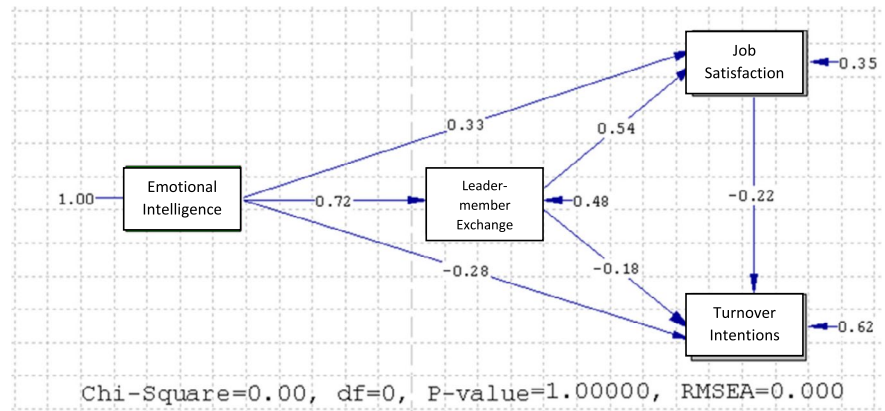 Job
Satisfaction
0.35
0.33
0.54
Emotional
Intelligence
1.00
0.72
Leader-
member
Exchange
0.48
-0.22
-0.28
-0.18
Turnover
Intentions
0.62
Chi-Square=0.00, df=0, P-value=1.00000, RMSEA=0.000